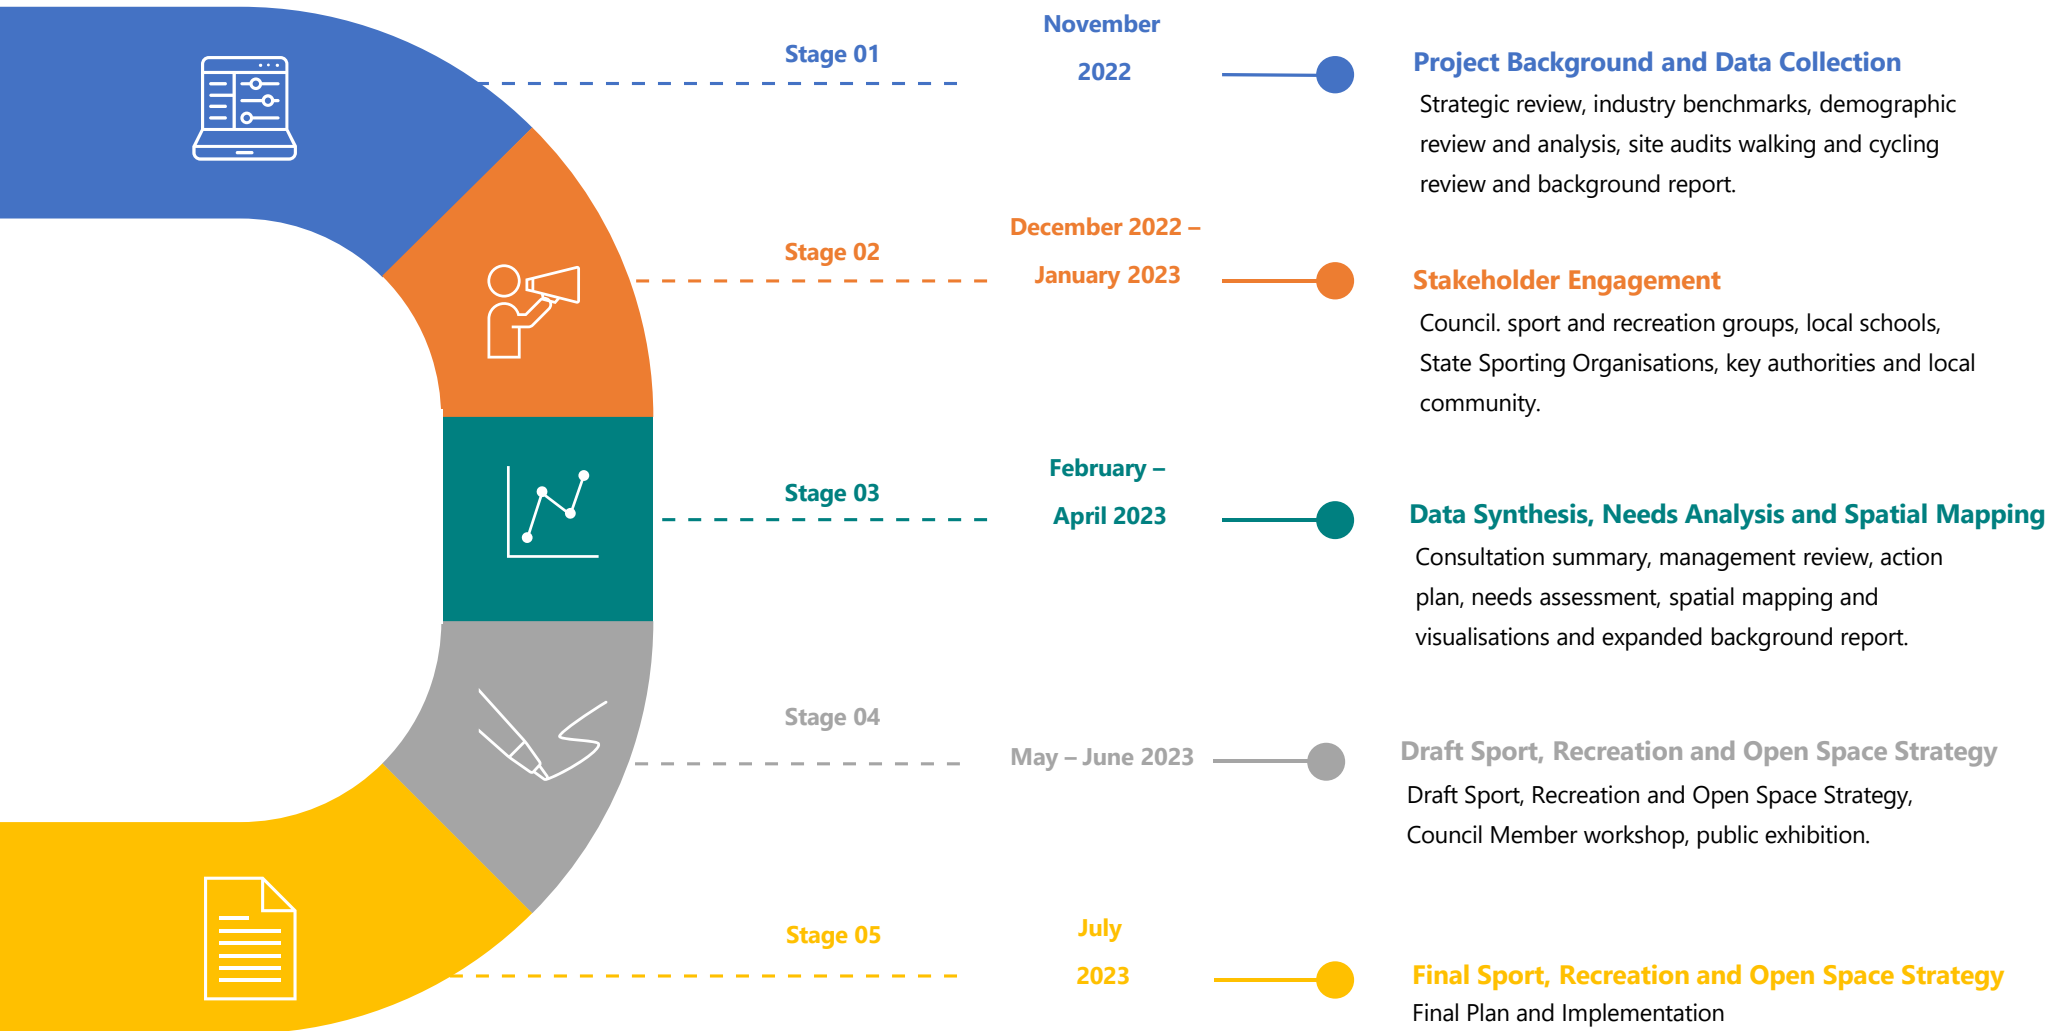 Stage 01
November
2022
Project Background and Data Collection
Strategic review, industry benchmarks, demographic
review and analysis, site audits walking and cycling
review and background report.
Stage 02
December 2022 –
January 2023
Stakeholder Engagement
Council. sport and recreation groups, local schools,
State Sporting Organisations, key authorities and local
community.
Stage 03
February –
April 2023
Data Synthesis, Needs Analysis and Spatial Mapping
Consultation summary, management review, action
plan, needs assessment, spatial mapping and
visualisations and expanded background report.
Stage 04
May – June 2023
Draft Sport, Recreation and Open Space Strategy
Draft Sport, Recreation and Open Space Strategy,
Council Member workshop, public exhibition.
Stage 05
July
2023
Final Sport, Recreation and Open Space Strategy
Final Plan and Implementation